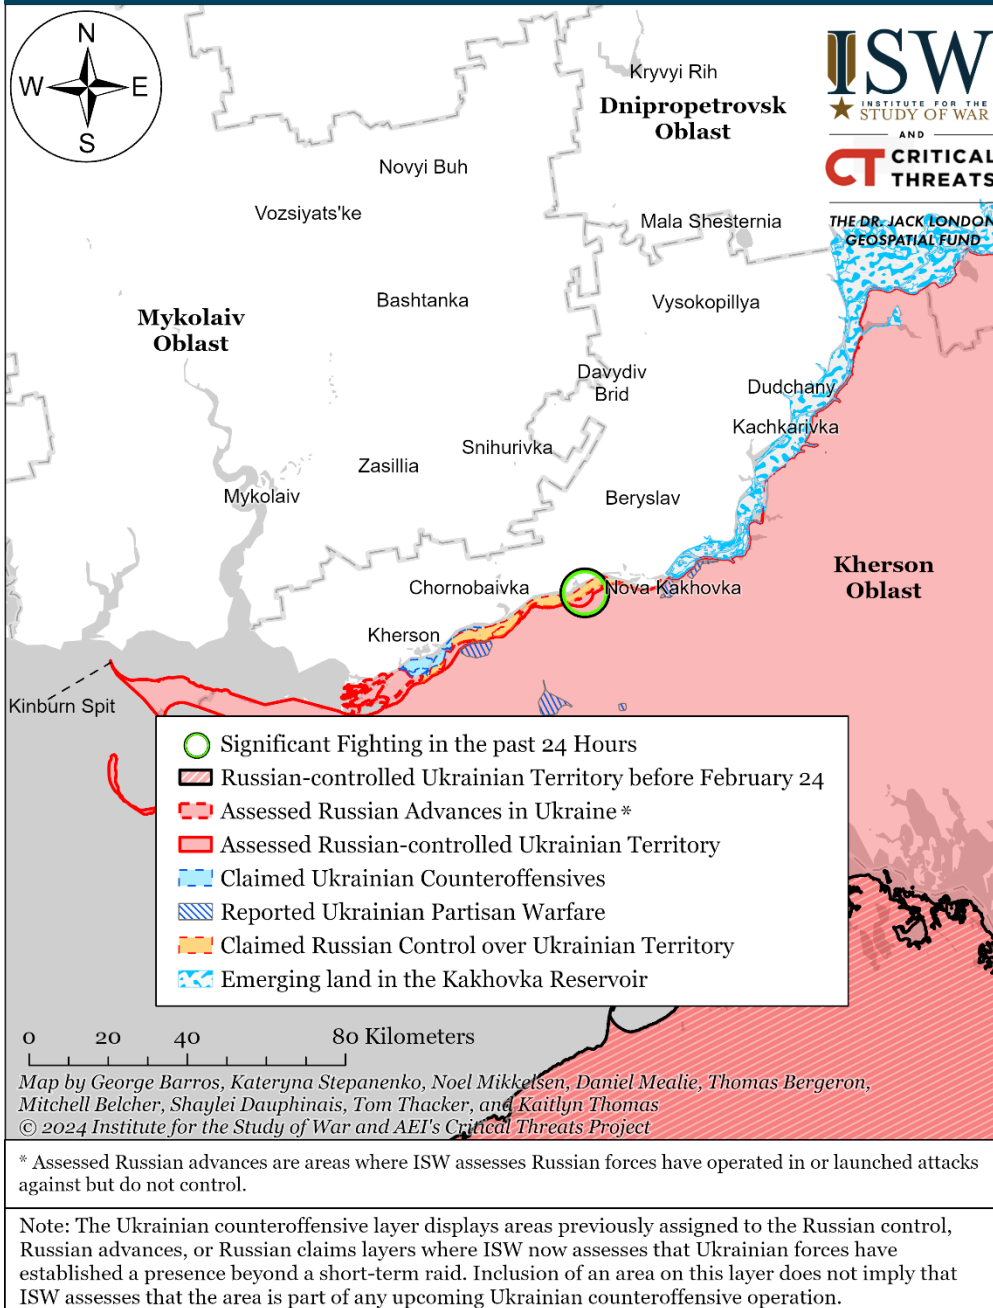 N
W
E
S
ISW
INSTITUTE FOR THE
STUDY OF WAR
AND
CT CRITICAL
THREATS
THE DR. JACK LONDON
GEOSPATIAL FUND
Kryvyi Rih
Dnipropetrovsk
Oblast
Novyi Buh
Vozsiyats'ke
Mala Shesternia
Bashtanka
Vysokopillya
Mykolaiv
Oblast
Davydiv
Brid
Dudchany
Kachkarivka
Snihurivka
Zasillia
Mykolaiv
Beryslav
Kherson
Oblast
Chornobaivka
Nova Kakhovka
Kherson
Kinburn Spit
Significant Fighting in the past 24 Hours
Russian-controlled Ukrainian Territory before February 24
Assessed Russian Advances in Ukraine *
Assessed Russian-controlled Ukrainian Territory
Claimed Ukrainian Counteroffensives
Reported Ukrainian Partisan Warfare
Claimed Russian Control over Ukrainian Territory
Emerging land in the Kakhovka Reservoir
0 20 40 80 Kilometers
Map by George Barros, Kateryna Stepanenko, Noel Mikkelsen, Daniel Mealie, Thomas Bergeron,
Mitchell Belcher, Shaylei Dauphinais, Tom Thacker, and Kaitlyn Thomas
© 2024 Institute for the Study of War and AEI's Critical Threats Project
* Assessed Russian advances are areas where ISW assesses Russian forces have operated in or launched attacks
against but do not control.
Note: The Ukrainian counteroffensive layer displays areas previously assigned to the Russian control,
Russian advances, or Russian claims layers where ISW now assesses that Ukrainian forces have
established a presence beyond a short-term raid. Inclusion of an area on this layer does not imply that
ISW assesses that the area is part of any upcoming Ukrainian counteroffensive operation.